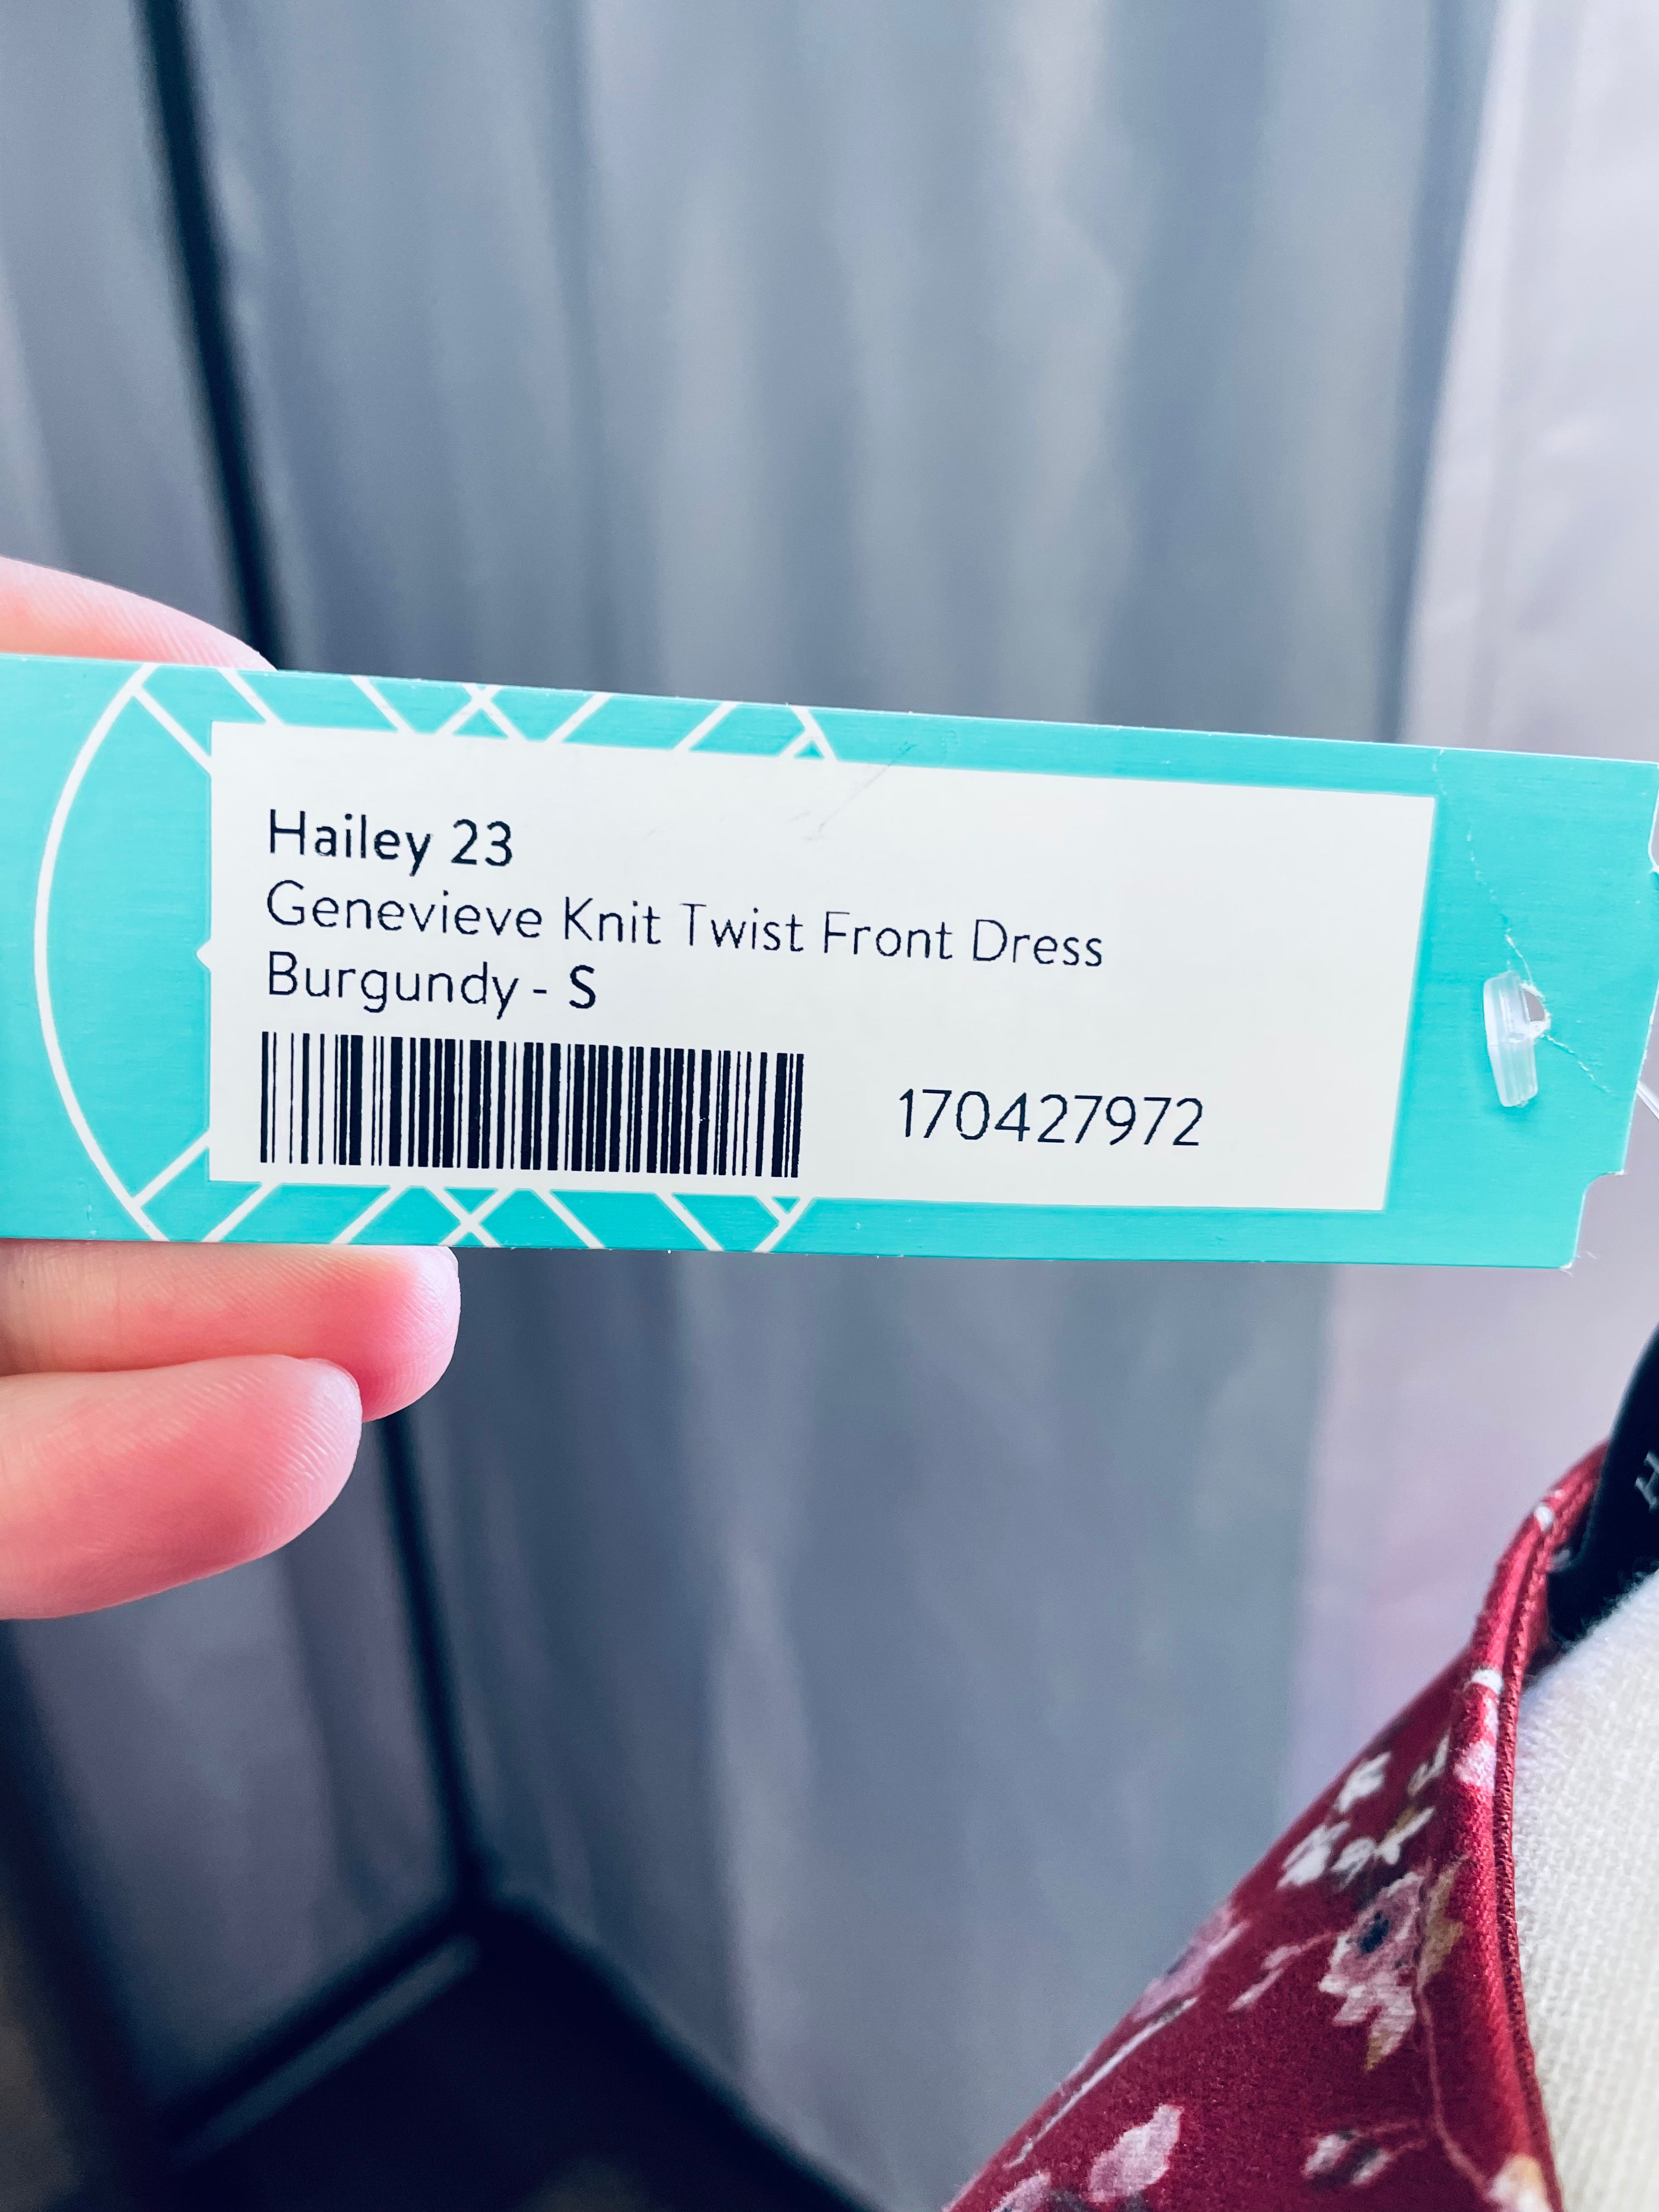 Hailey 23
Genevieve Knit Twist Front Dress
Burgundy - S
170427972